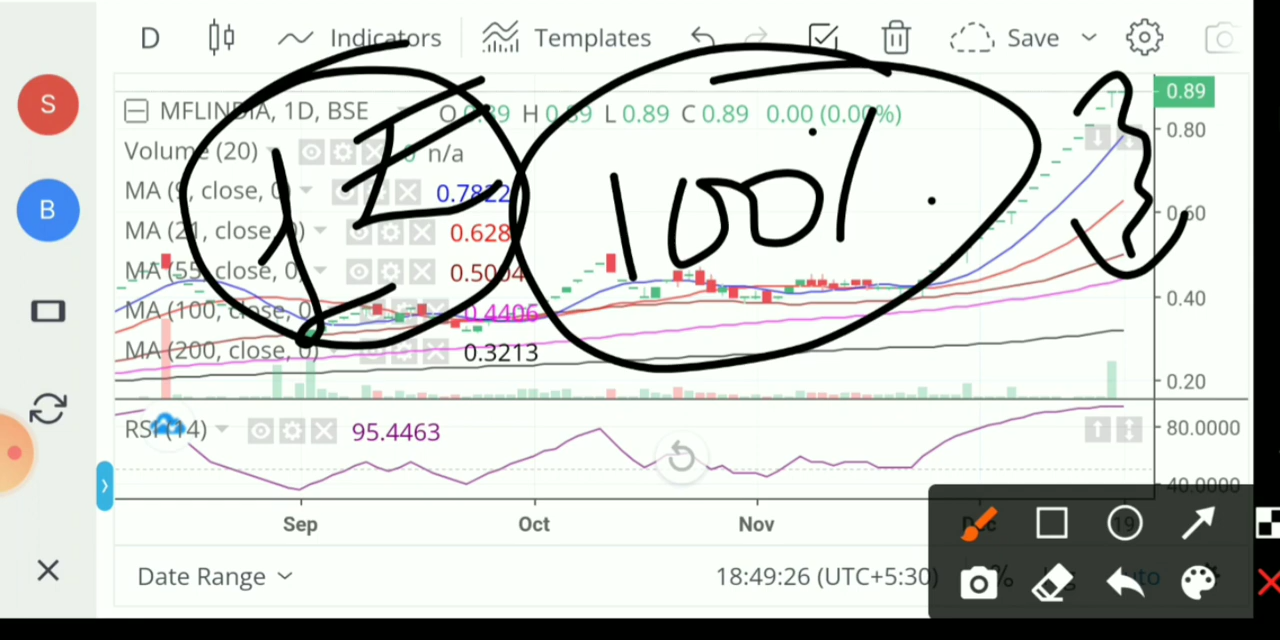 D Indicators Templates Save
S
MFLINDIA, 1D, BSE O 0.89 H 0.89 L 0.89 C 0.89 0.00 (0.00%)
0.89
Volume (20) n/a
0.80
MA (9, close, 0) 0.7822
B
100%
MA (21, close, 0) 0.628
0.60
MA (55, close, 0) 0.5004
MA (100, close, 0) 0.4406
0.40
MA (200, close, 0) 0.3213
0.20
RSI (14) 95.4463
80.0000
40.0000
Sep Oct Nov Dec 19
Date Range 18:49:26 (UTC+5:30) %